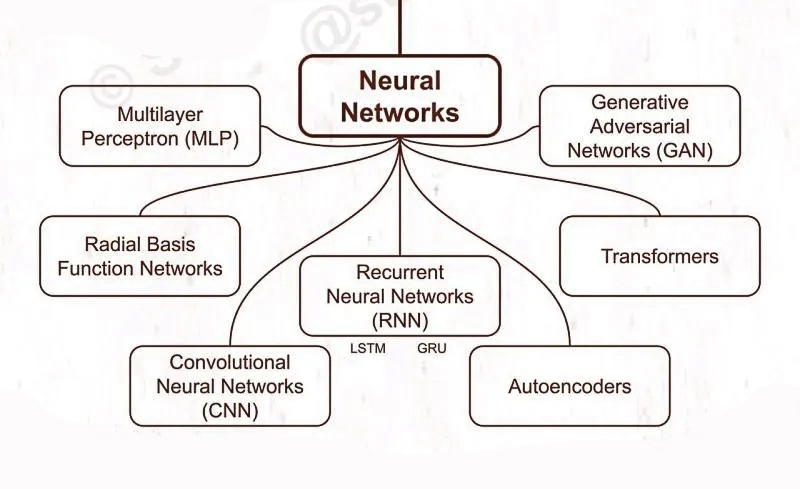 Neural
Networks
Multilayer
Perceptron (MLP)
Generative
Adversarial
Networks (GAN)
Radial Basis
Function Networks
Transformers
Recurrent
Neural Networks
(RNN)
LSTM GRU
Convolutional
Neural Networks
(CNN)
Autoencoders